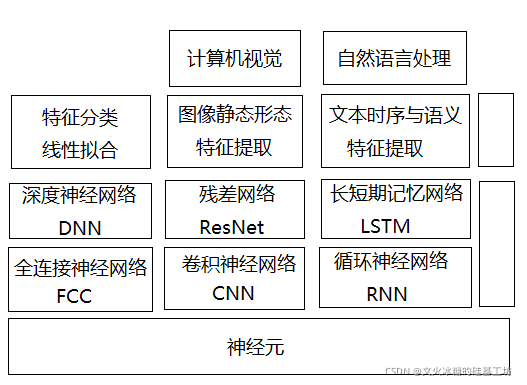 计算机视觉
自然语言处理
特征分类
线性拟合
图像静态形态
特征提取
文本时序与语义
特征提取
深度神经网络
DNN
残差网络
ResNet
长短期记忆网络
LSTM
全连接神经网络
FCC
卷积神经网络
CNN
循环神经网络
RNN
神经元
CSDN @文火冰糖的硅基工坊